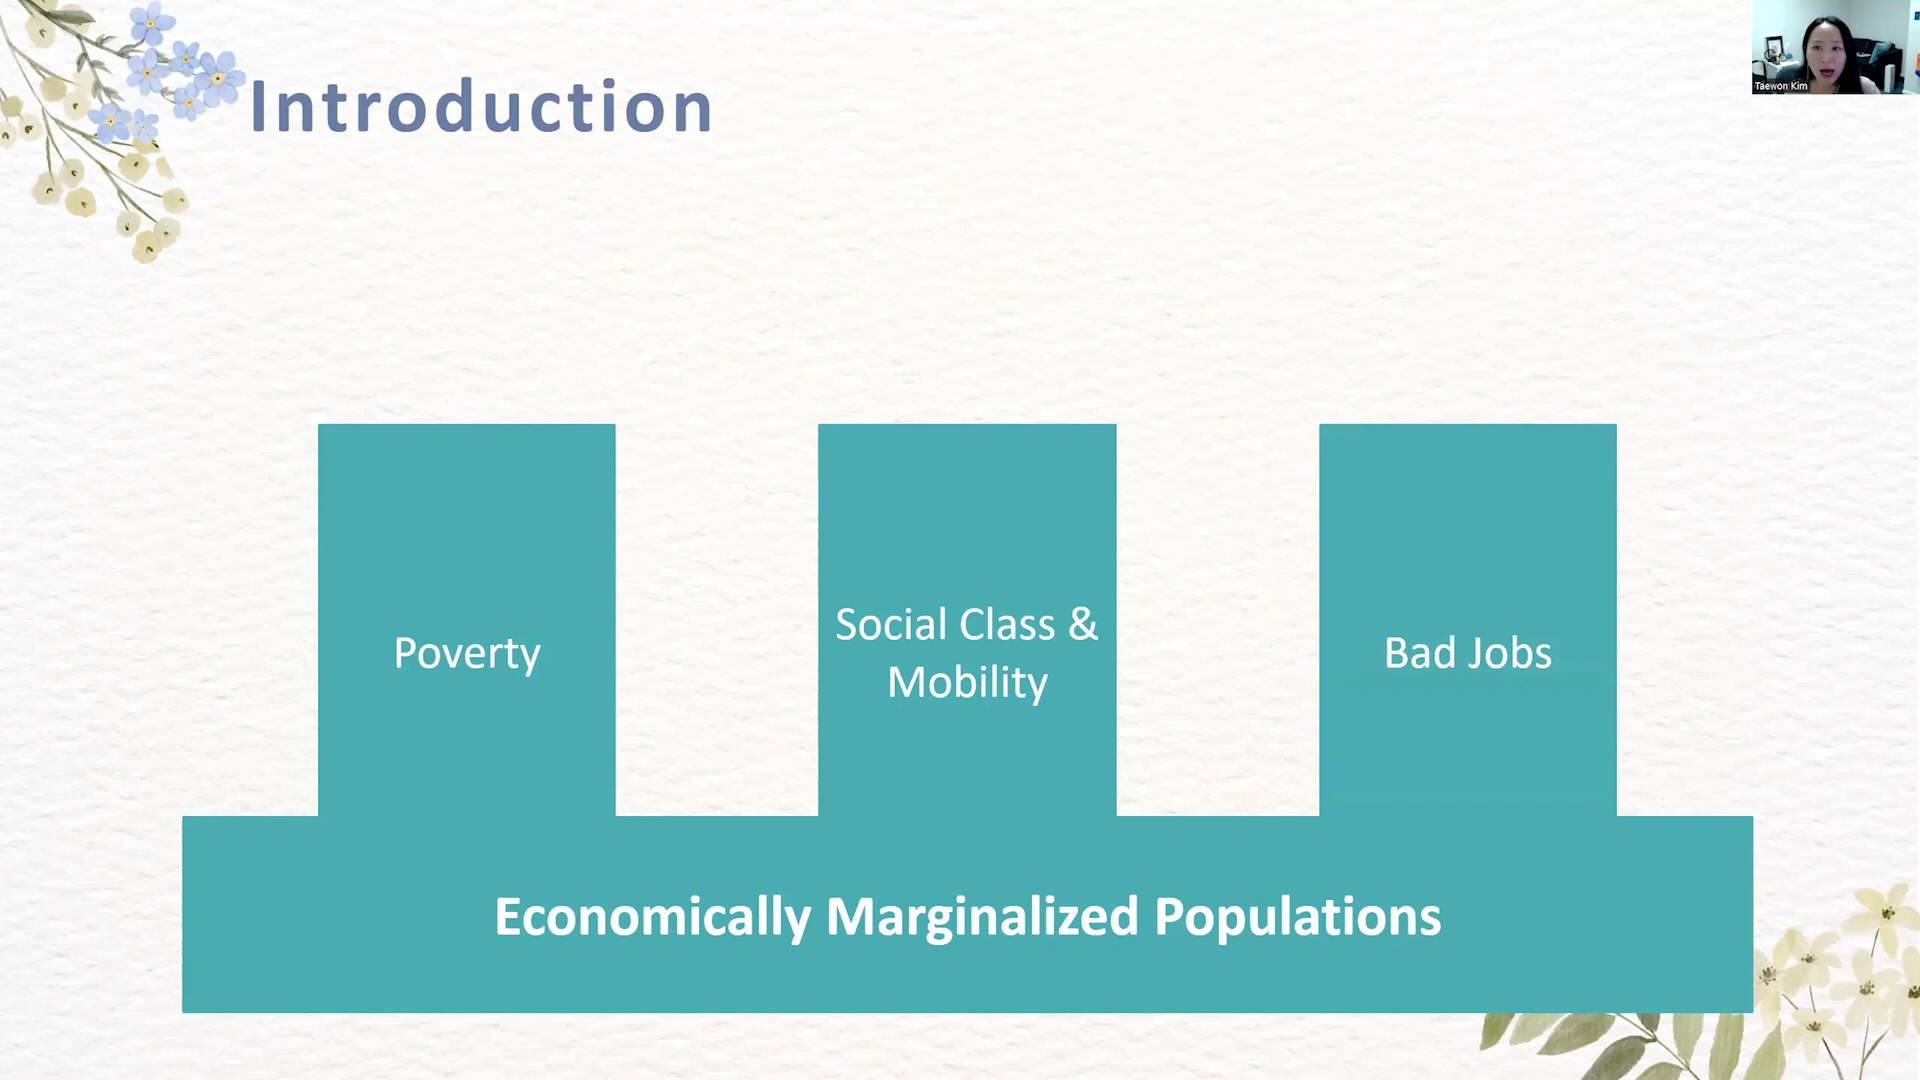 Introduction
Taewon Kim
Poverty
Social Class &
Mobility
Bad Jobs
Economically Marginalized Populations